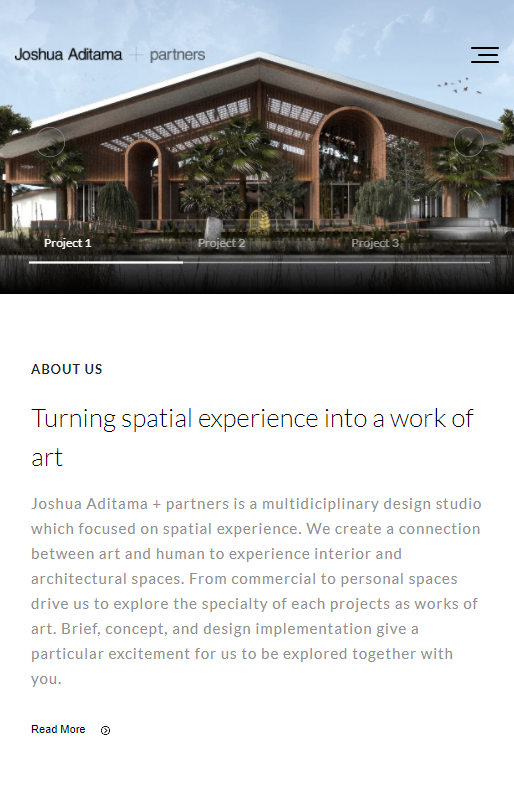 Joshua Aditama + partners
Project 1 Project 2 Project 3
ABOUT US
Turning spatial experience into a work of
art
Joshua Aditama + partners is a multidiciplinary design studio
which focused on spatial experience. We create a connection
between art and human to experience interior and
architectural spaces. From commercial to personal spaces
drive us to explore the specialty of each projects as works of
art. Brief, concept, and design implementation give a
particular excitement for us to be explored together with
you.
Read More